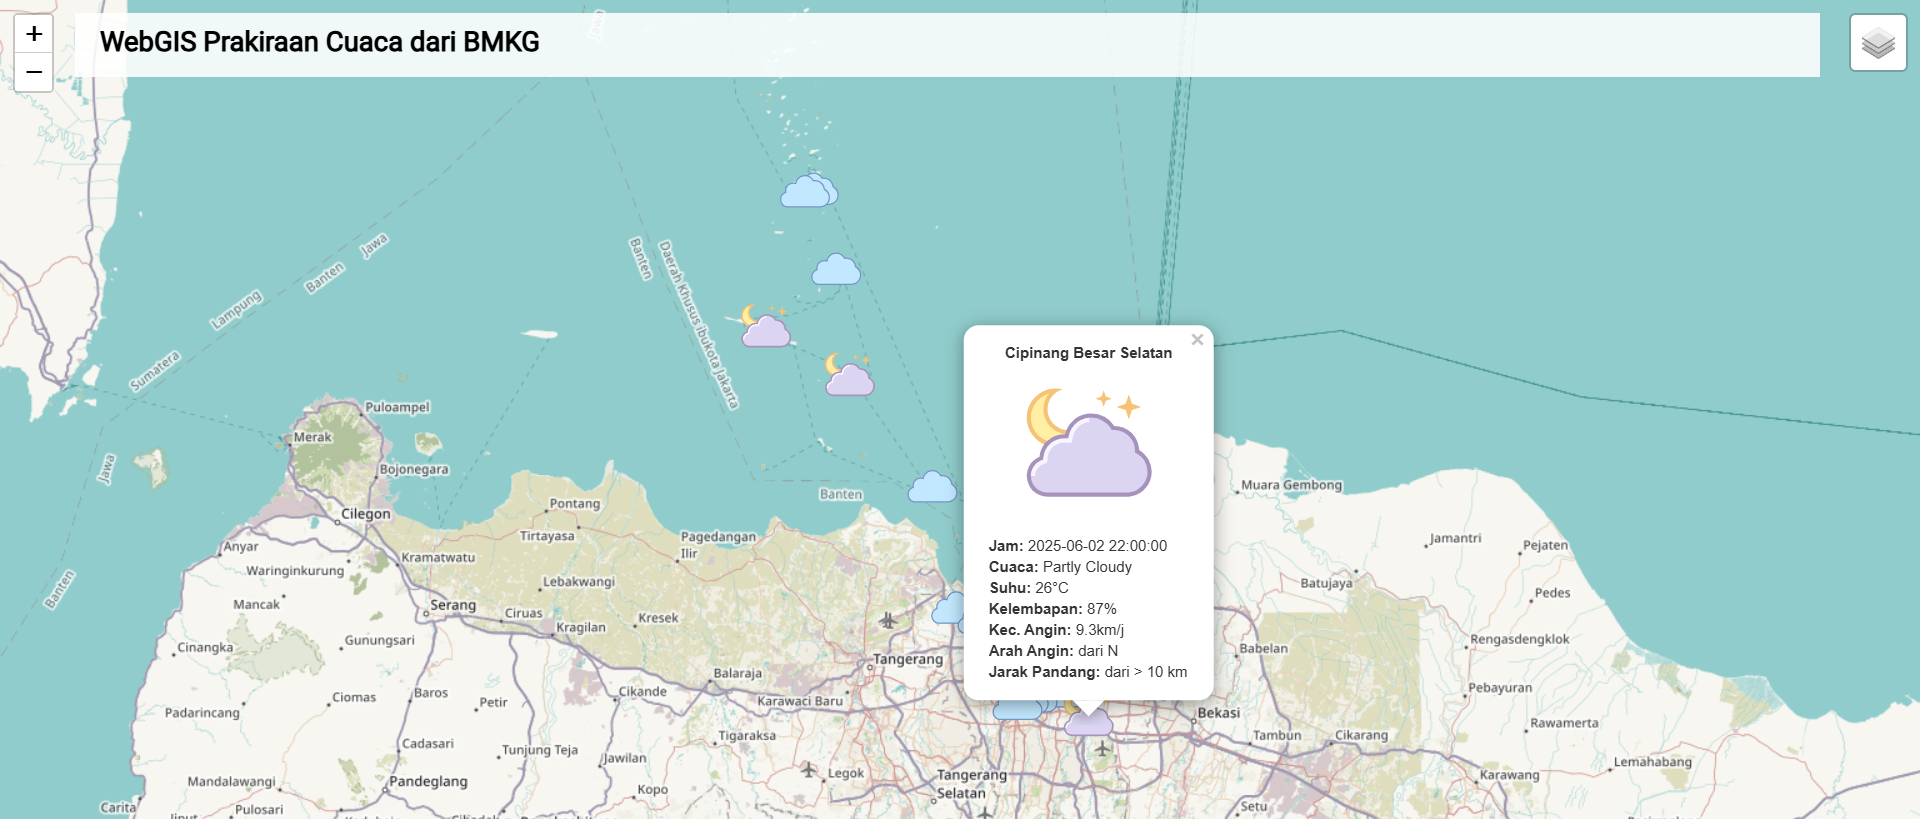 +
−
WebGIS Prakiraan Cuaca dari BMKG
Jawa
Jawa
Banten
Lampung
Sumatera
Banten
Daerah Khusus ibukota Jakarta
Jawa
Banten
Banten
×
Cipinang Besar Selatan
Jam: 2025-06-02 22:00:00
Cuaca: Partly Cloudy
Suhu: 26°C
Kelembapan: 87%
Kec. Angin: 9.3km/j
Arah Angin: dari N
Jarak Pandang: dari > 10 km
Puloampel
Merak
Bojonegara
Cilegon
Pontang
Tirtayasa
Pagedangan
Ilir
Anyar
Kramatwatu
Waringinkurung
Lebakwangi
Mancak
Serang
Ciruas
Kragilan
Kresek
Cinangka
Gunungsari
Tangerang
Balaraja
Cikande
Karawaci Baru
Ciomas
Baros
Petir
Padarincang
Cadasari
Tunjung Teja
Tigaraksa
Jawilan
Legok
Mandalawangi
Pandeglang
Kopo
Tangerang
Selatan
Carita
Pulosari
Muara Gembong
Jamantri
Pejaten
Batujaya
Pedes
Rengasdengklok
Babelan
Pebayuran
Bekasi
Rawamerta
Tambun
Cikarang
Lemahabang
Karawang
Setu